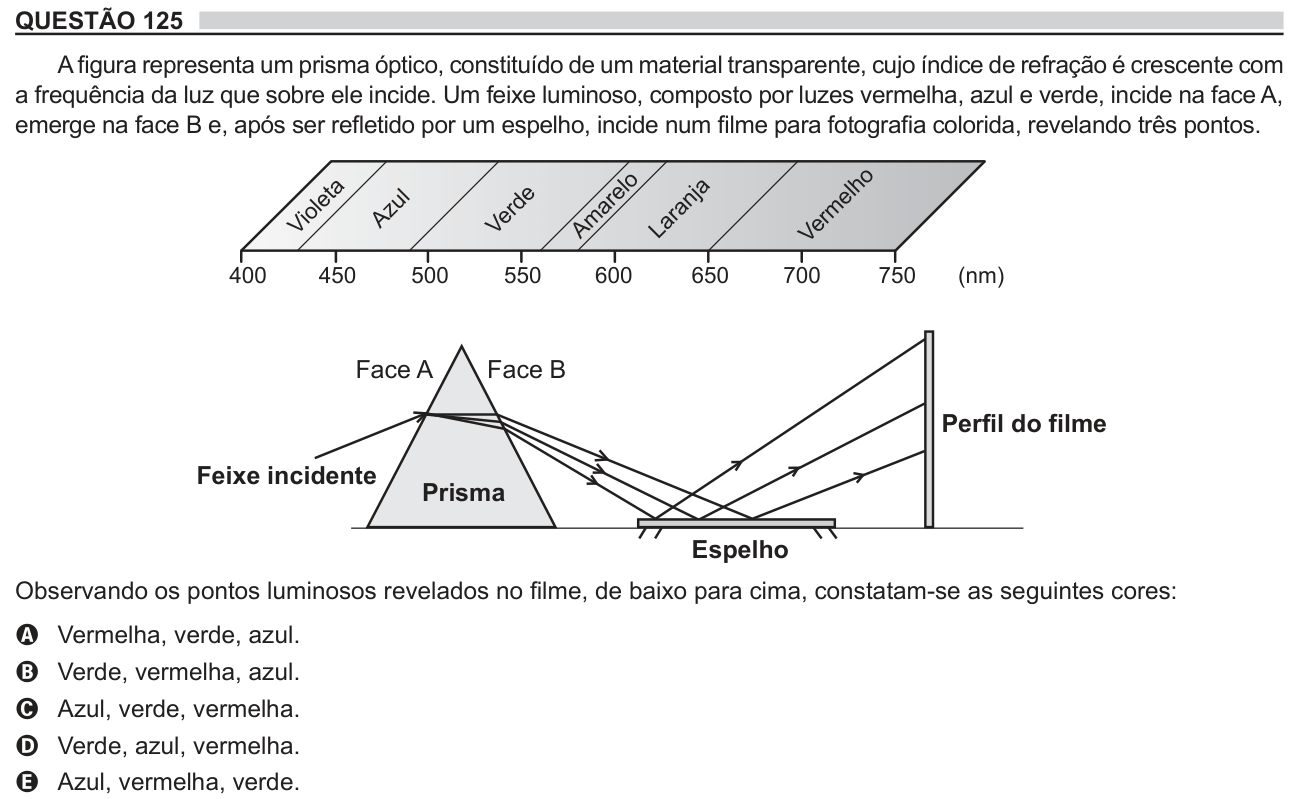 QUESTÃO 125
A figura representa um prisma óptico, constituído de um material transparente, cujo índice de refração é crescente com
a frequência da luz que sobre ele incide. Um feixe luminoso, composto por luzes vermelha, azul e verde, incide na face A,
emerge na face B e, após ser refletido por um espelho, incide num filme para fotografia colorida, revelando três pontos.
Violeta
Azul
Verde
Amarelo
Laranja
Vermelho
400 450 500 550 600 650 700 750 (nm)
Face A Face B
Perfil do filme
Feixe incidente
Prisma
Espelho
Observando os pontos luminosos revelados no filme, de baixo para cima, constatam-se as seguintes cores:
A Vermelha, verde, azul.
B Verde, vermelha, azul.
C Azul, verde, vermelha.
D Verde, azul, vermelha.
E Azul, vermelha, verde.